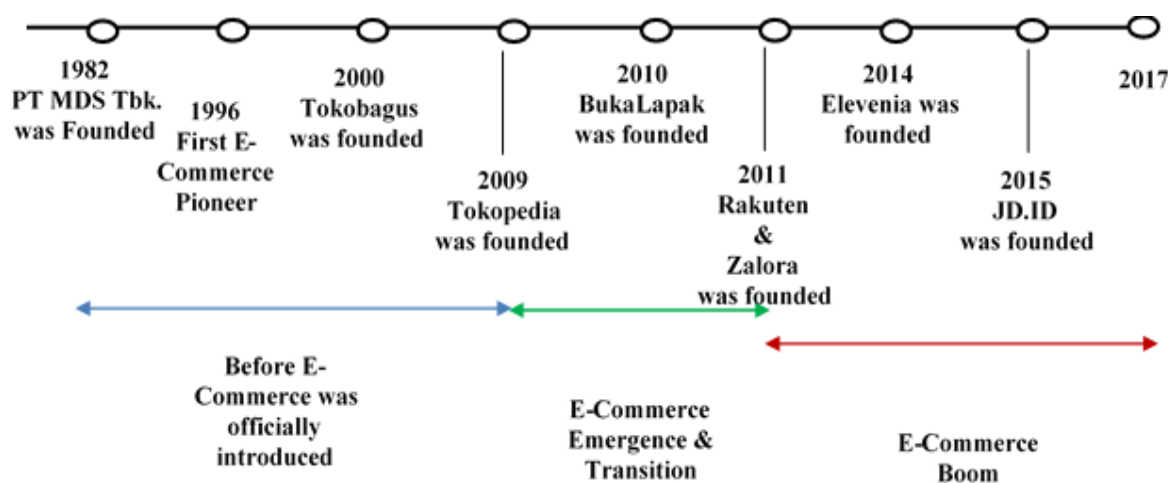 1982
PT MDS Tbk.
was Founded
1996
First E-
Commerce
Pioneer
2000
Tokobagus
was founded
2009
Tokopedia
was founded
2010
BukaLapak
was founded
2011
Rakuten
&
Zalora
was founded
2014
Elevenia was
founded
2015
JD.ID
was founded
2017
Before E-
Commerce was
officially
introduced
E-Commerce
Emergence &
Transition
E-Commerce
Boom